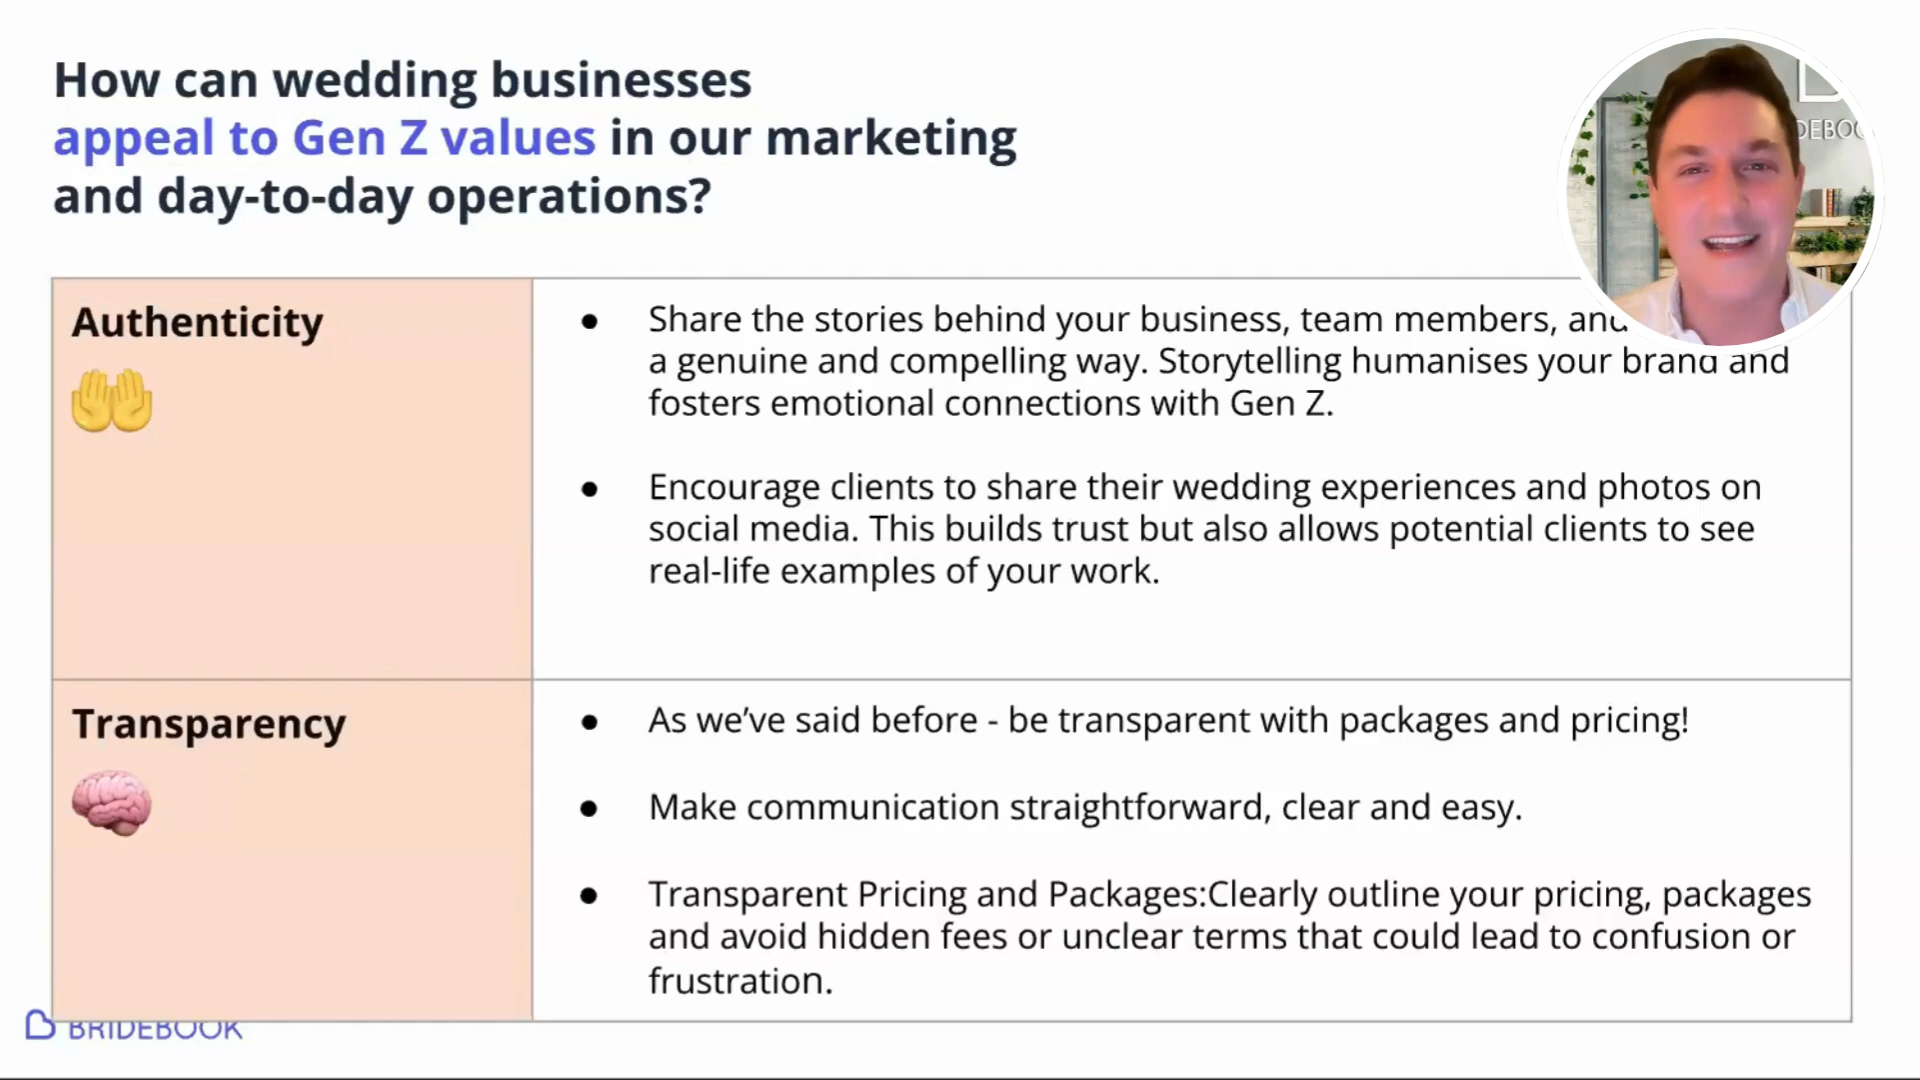 How can wedding businesses
appeal to Gen Z values in our marketing
and day-to-day operations?
Authenticity
● Share the stories behind your business, team members, and
a genuine and compelling way. Storytelling humanises your brand and
fosters emotional connections with Gen Z.
● Encourage clients to share their wedding experiences and photos on
social media. This builds trust but also allows potential clients to see
real-life examples of your work.
Transparency
● As we’ve said before - be transparent with packages and pricing!
● Make communication straightforward, clear and easy.
● Transparent Pricing and Packages:Clearly outline your pricing, packages
and avoid hidden fees or unclear terms that could lead to confusion or
frustration.
BRIDEBOOK